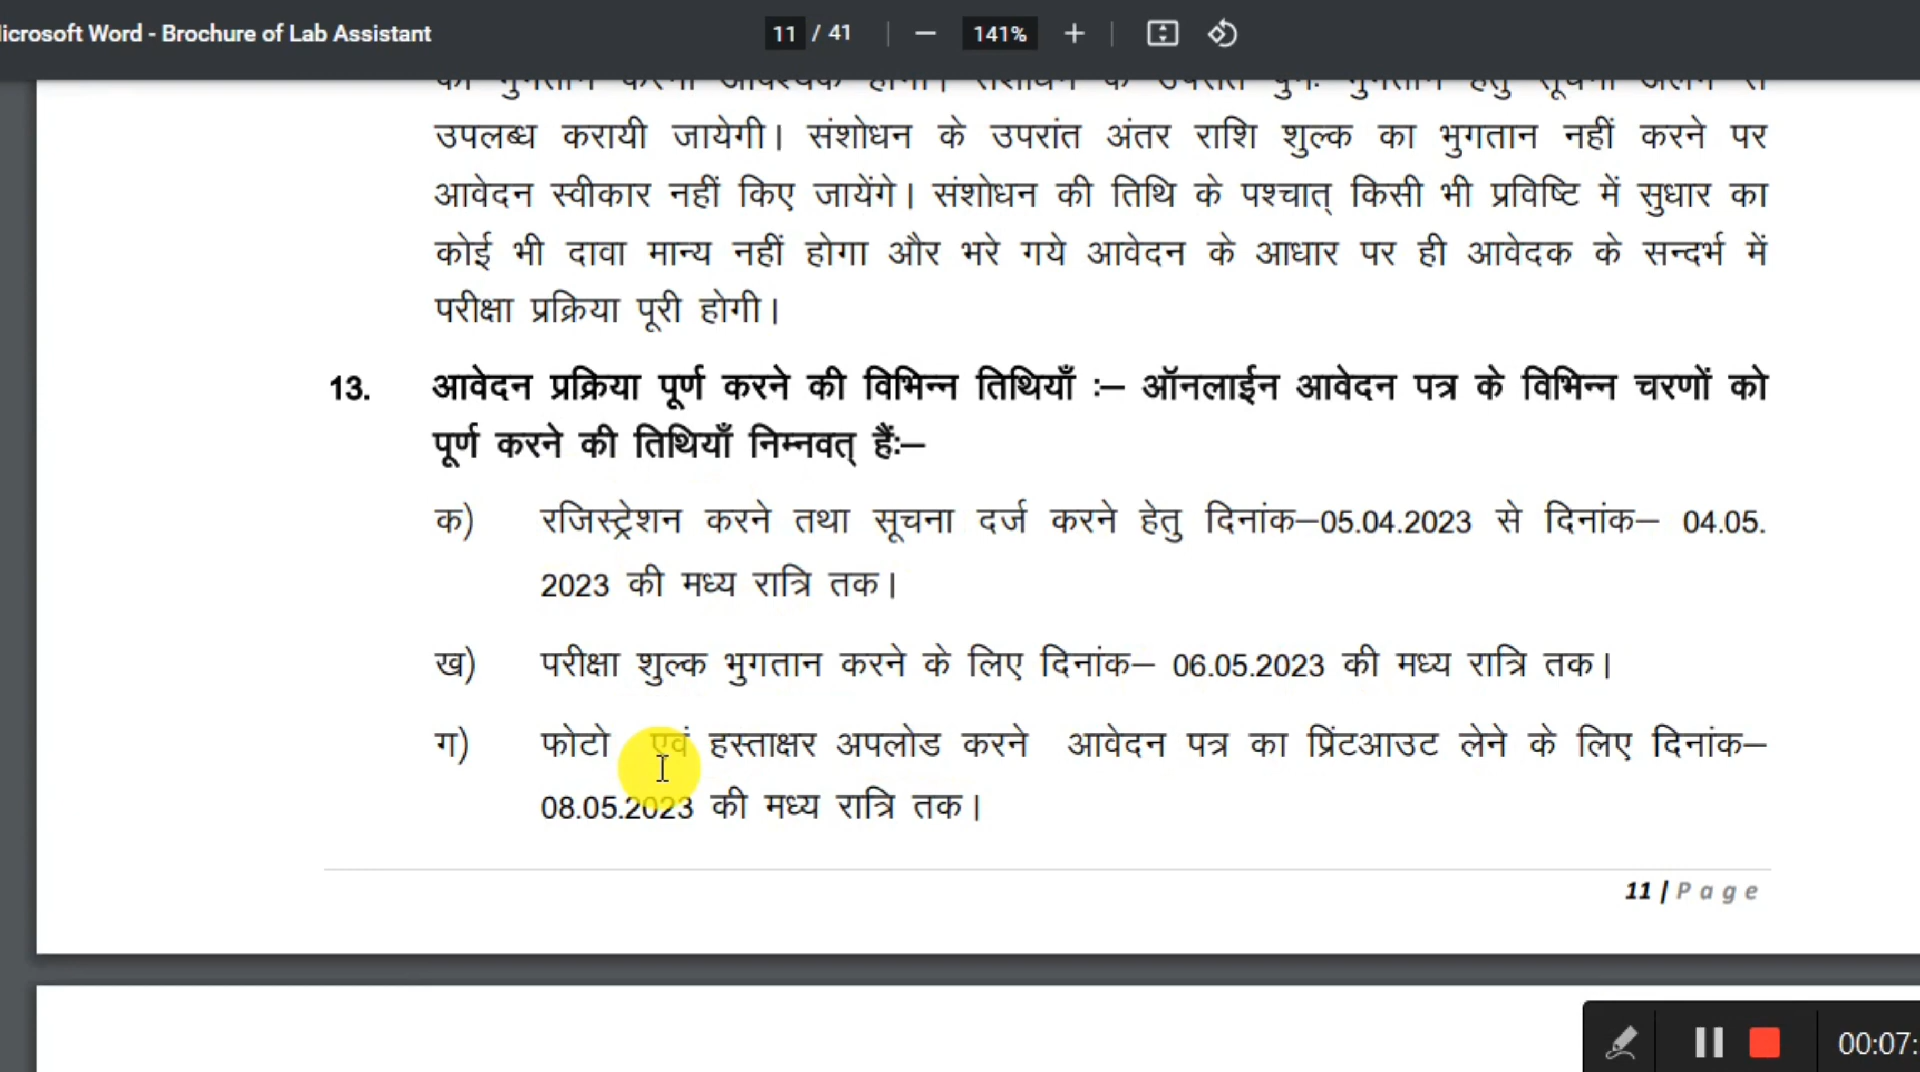 icrosoft Word - Brochure of Lab Assistant
11 / 41
141%
उपलब्ध करायी जायेगी। संशोधन के उपरांत अंतर राशि शुल्क का भुगतान नहीं करने पर
आवेदन स्वीकार नहीं किए जायेंगे। संशोधन की तिथि के पश्चात् किसी भी प्रविष्टि में सुधार का
कोई भी दावा मान्य नहीं होगा और भरे गये आवेदन के आधार पर ही आवेदक के सन्दर्भ में
परीक्षा प्रक्रिया पूरी होगी।
13. आवेदन प्रक्रिया पूर्ण करने की विभिन्न तिथियाँ :– ऑनलाईन आवेदन पत्र के विभिन्न चरणों को
पूर्ण करने की तिथियाँ निम्नवत् हैं:–
क) रजिस्ट्रेशन करने तथा सूचना दर्ज करने हेतु दिनांक–05.04.2023 से दिनांक– 04.05.
2023 की मध्य रात्रि तक।
ख) परीक्षा शुल्क भुगतान करने के लिए दिनांक– 06.05.2023 की मध्य रात्रि तक।
ग) फोटो एवं हस्ताक्षर अपलोड करने आवेदन पत्र का प्रिंटआउट लेने के लिए दिनांक–
08.05.2023 की मध्य रात्रि तक।
11 | Page
00:07: